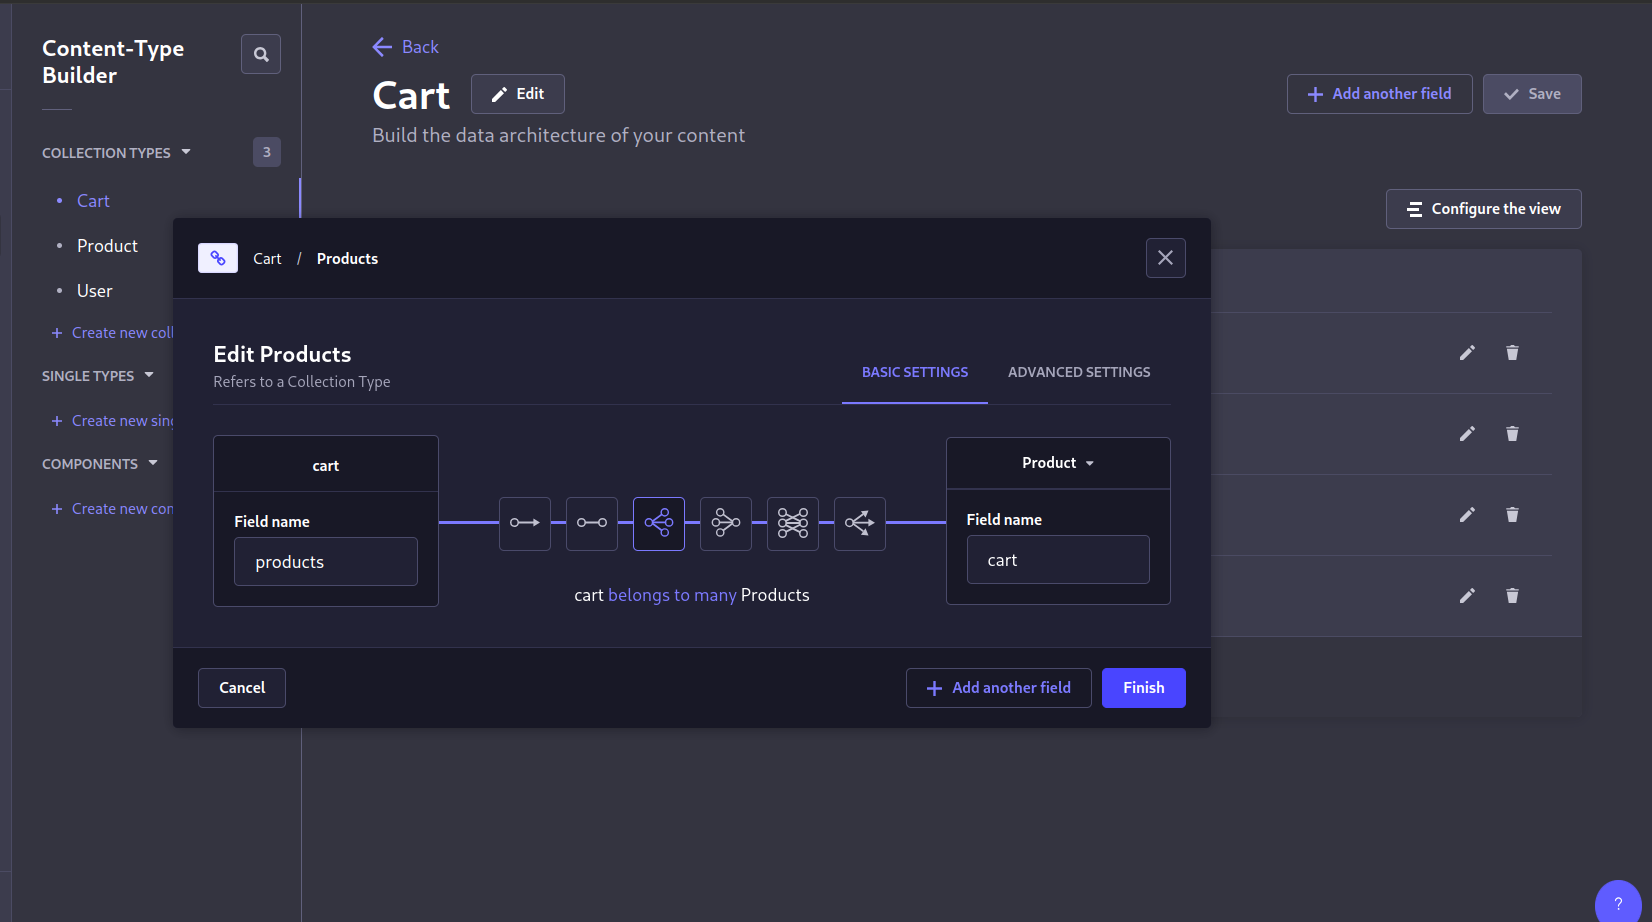 Content-Type
Builder
COLLECTION TYPES
3
Cart
Product
User
Create new coll
SINGLE TYPES
Create new sing
COMPONENTS
Create new con
Back
Cart
Edit
Build the data architecture of your content
Add another field
Save
Configure the view
Cart / Products
Edit Products
Refers to a Collection Type
BASIC SETTINGS
ADVANCED SETTINGS
cart
Field name
products
cart belongs to many Products
Product
Field name
cart
Cancel
Add another field
Finish
?